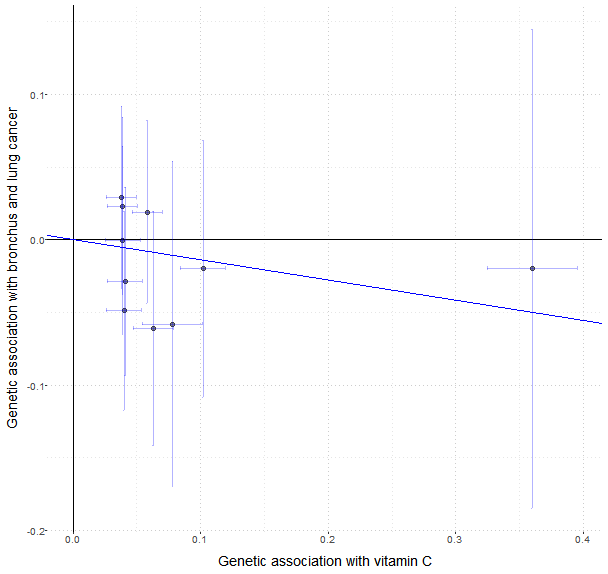 Genetic association with bronchus and lung cancer
0.1
0.0
-0.1
-0.2
0.0 0.1 0.2 0.3 0.4
Genetic association with vitamin C